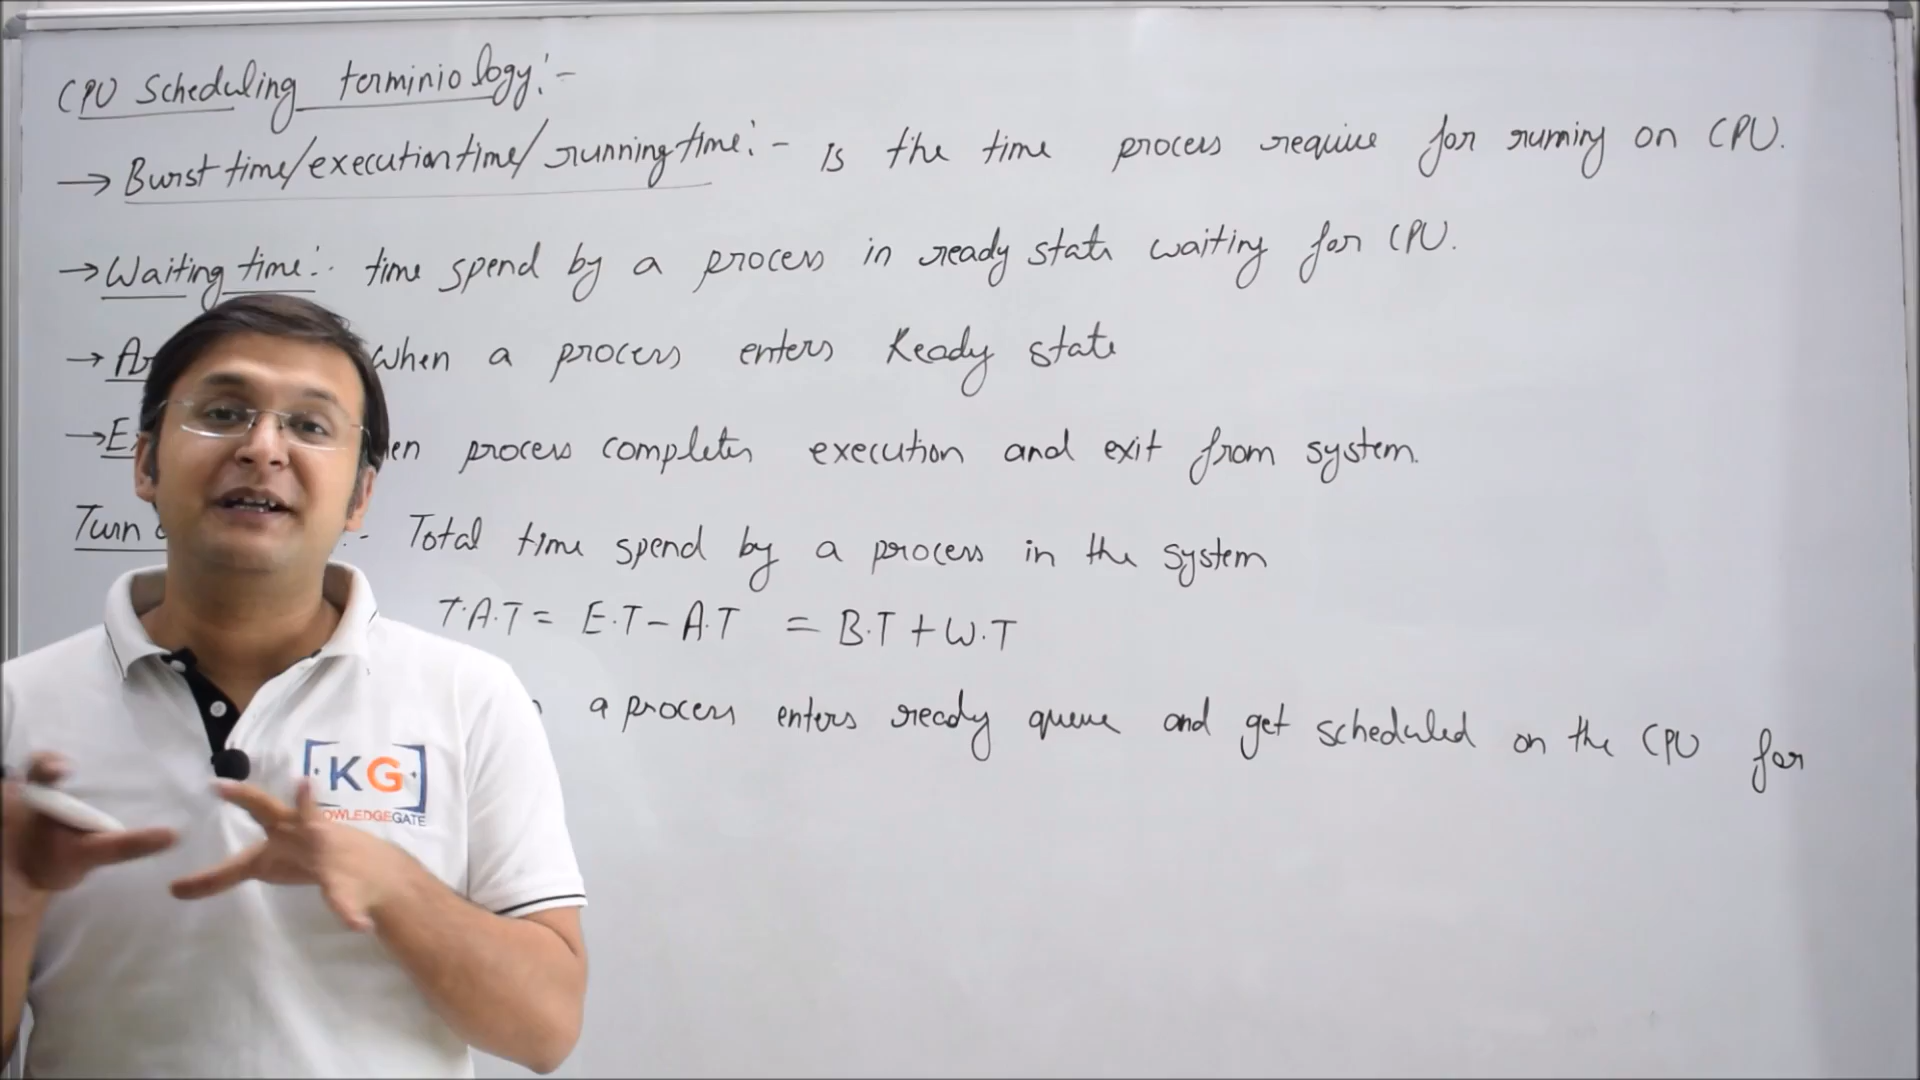 CPU Scheduling terminiology:-
→ Burst time/execution time/running time:- is the time process require for running on CPU.
→ Waiting time:- time spend by a process in ready state waiting for CPU.
→ when a process enters Ready state
→ process completes execution and exit from system.
Turn :- Total time spend by a process in the system
T.A.T = E.T - A.T = B.T + W.T
a process enters ready queue and get scheduled on the CPU for
KG
KNOWLEDGEGATE